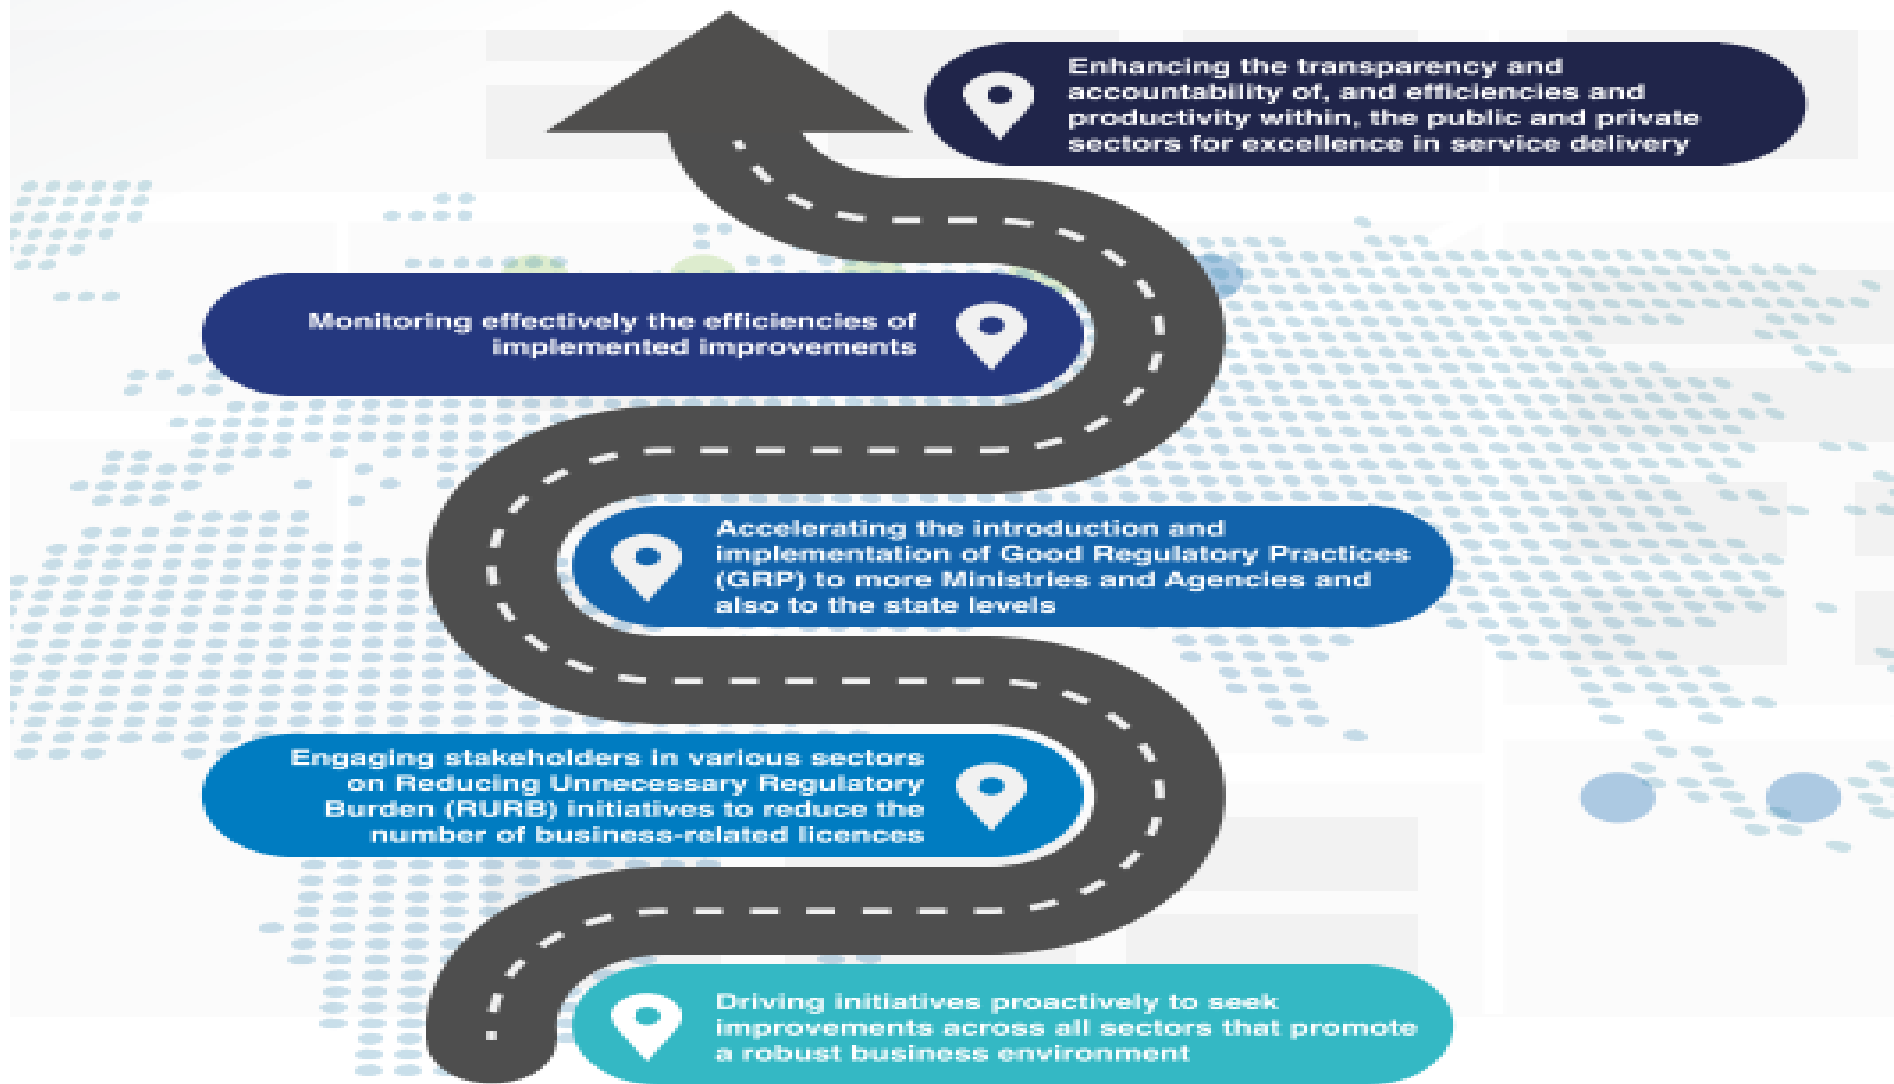 Enhancing the transparency and
accountability of, and efficiencies and
productivity within, the public and private
sectors for excellence in service delivery
Monitoring effectively the efficiencies of
implemented improvements
Accelerating the introduction and
implementation of Good Regulatory Practices
(GRP) to more Ministries and Agencies and
also to the state levels
Engaging stakeholders in various sectors
on Reducing Unnecessary Regulatory
Burden (RURB) initiatives to reduce the
number of business-related licences
Driving initiatives proactively to seek
improvements across all sectors that promote
a robust business environment